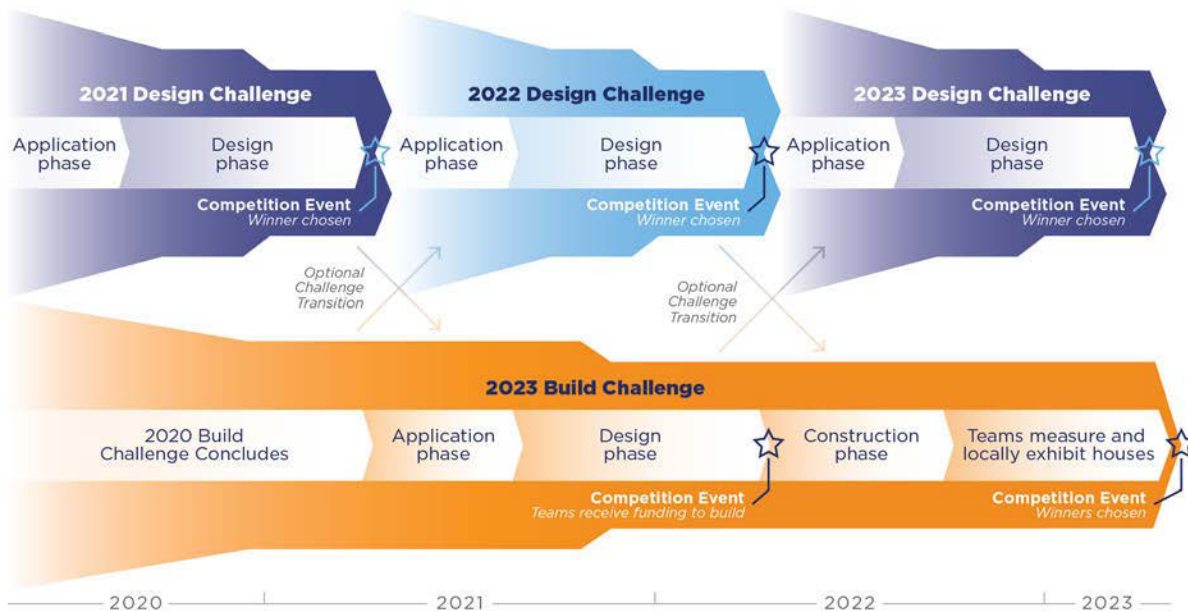 2021 Design Challenge
Application
phase
Design
phase
Competition Event
Winner chosen
2022 Design Challenge
Application
phase
Design
phase
Competition Event
Winner chosen
2023 Design Challenge
Application
phase
Design
phase
Competition Event
Winner chosen
Optional
Challenge
Transition
Optional
Challenge
Transition
2023 Build Challenge
2020 Build
Challenge Concludes
Application
phase
Design
phase
Competition Event
Teams receive funding to build
Construction
phase
Teams measure and
locally exhibit houses
Competition Event
Winners chosen
2020
2021
2022
2023